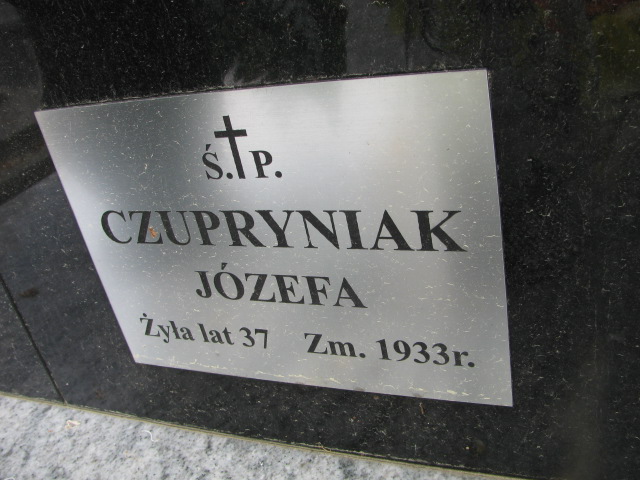 Ś.P.
CZUPRYNIAK
JÓZEFA
Żyła lat 37 Zm. 1933r.